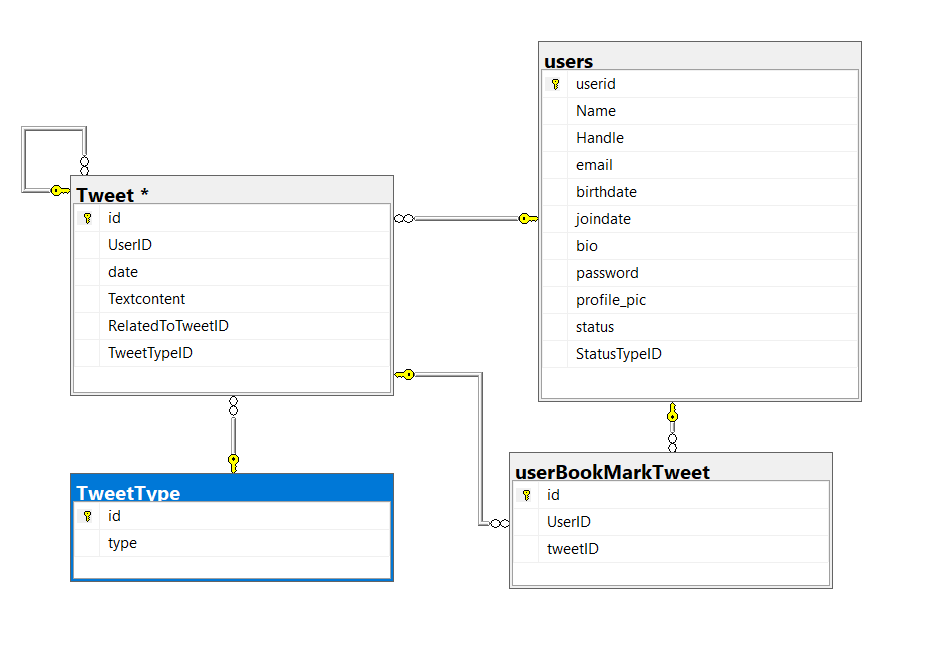 users
userid
Name
Handle
email
birthdate
joindate
bio
password
profile_pic
status
StatusTypeID
Tweet *
id
UserID
date
Textcontent
RelatedToTweetID
TweetTypeID
TweetType
id
type
userBookMarkTweet
id
UserID
tweetID